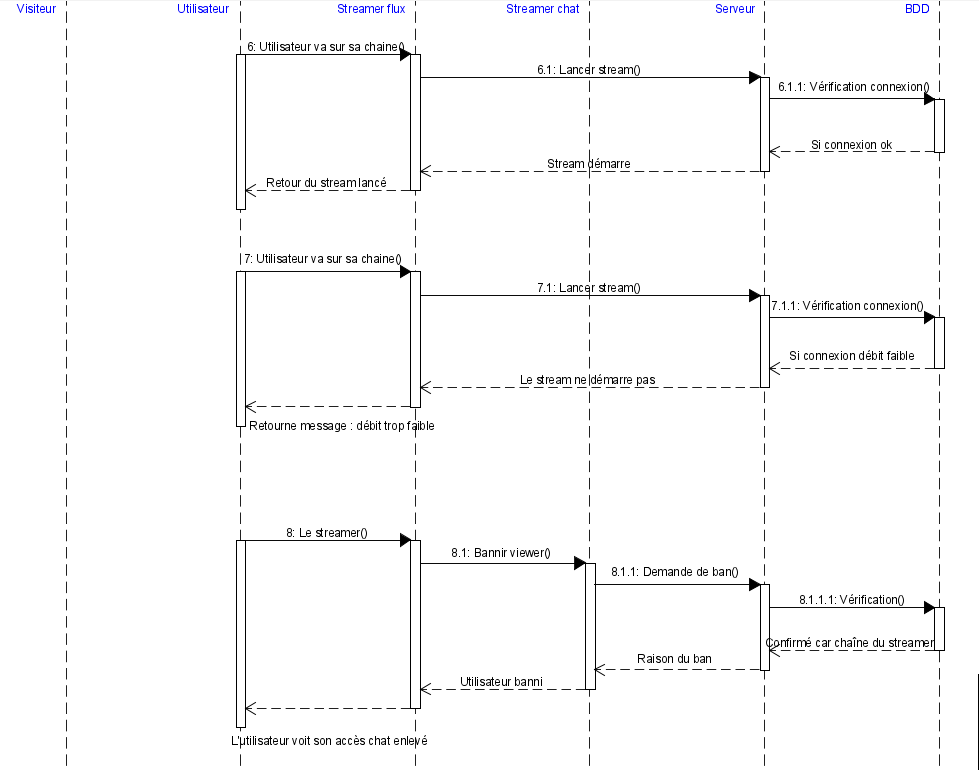 Visiteur Utilisateur Streamer flux Streamer chat Serveur BDD
6: Utilisateur va sur sa chaine()
6.1: Lancer stream()
6.1.1: Vérification connexion()
Si connexion ok
Stream démarre
Retour du stream lancé
7: Utilisateur va sur sa chaine()
7.1: Lancer stream()
7.1.1: Vérification connexion()
Si connexion débit faible
Le stream ne démarre pas
Retourne message : débit trop faible
8: Le streamer()
8.1: Bannir viewer()
8.1.1: Demande de ban()
8.1.1.1: Vérification()
Confirmé car chaîne du streamer
Raison du ban
Utilisateur banni
L'utilisateur voit son accès chat enlevé